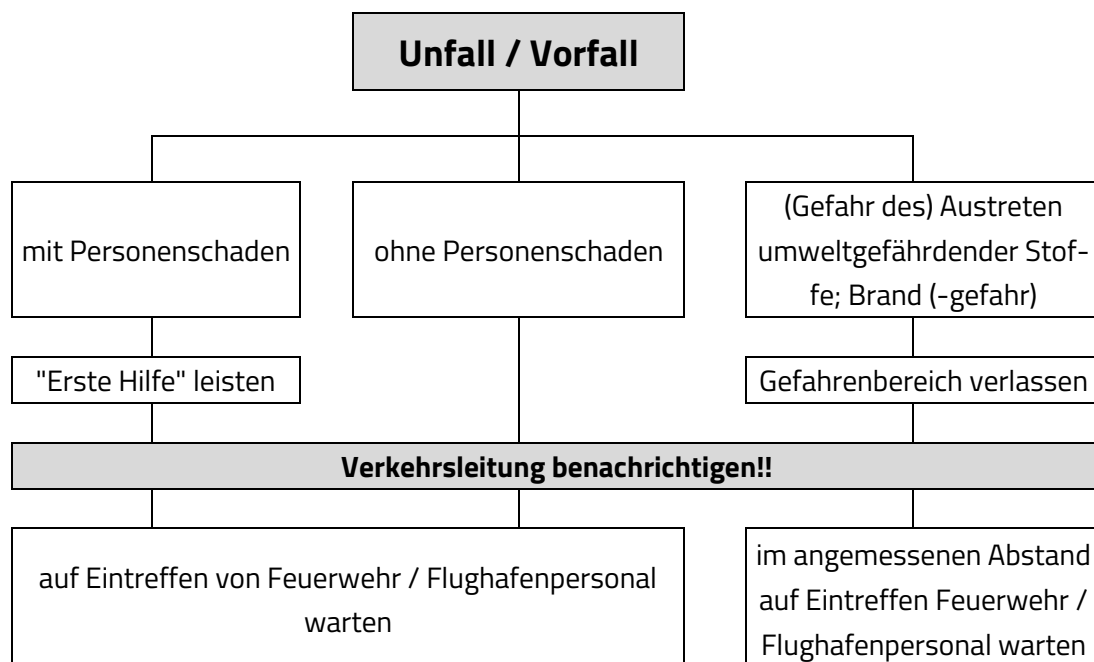 Unfall / Vorfall
mit Personenschaden
ohne Personenschaden
(Gefahr des) Austreten
umweltgefährdender Stof-
fe; Brand (-gefahr)
"Erste Hilfe" leisten
Gefahrenbereich verlassen
Verkehrsleitung benachrichtigen!!
auf Eintreffen von Feuerwehr / Flughafenpersonal
warten
im angemessenen Abstand
auf Eintreffen Feuerwehr /
Flughafenpersonal warten